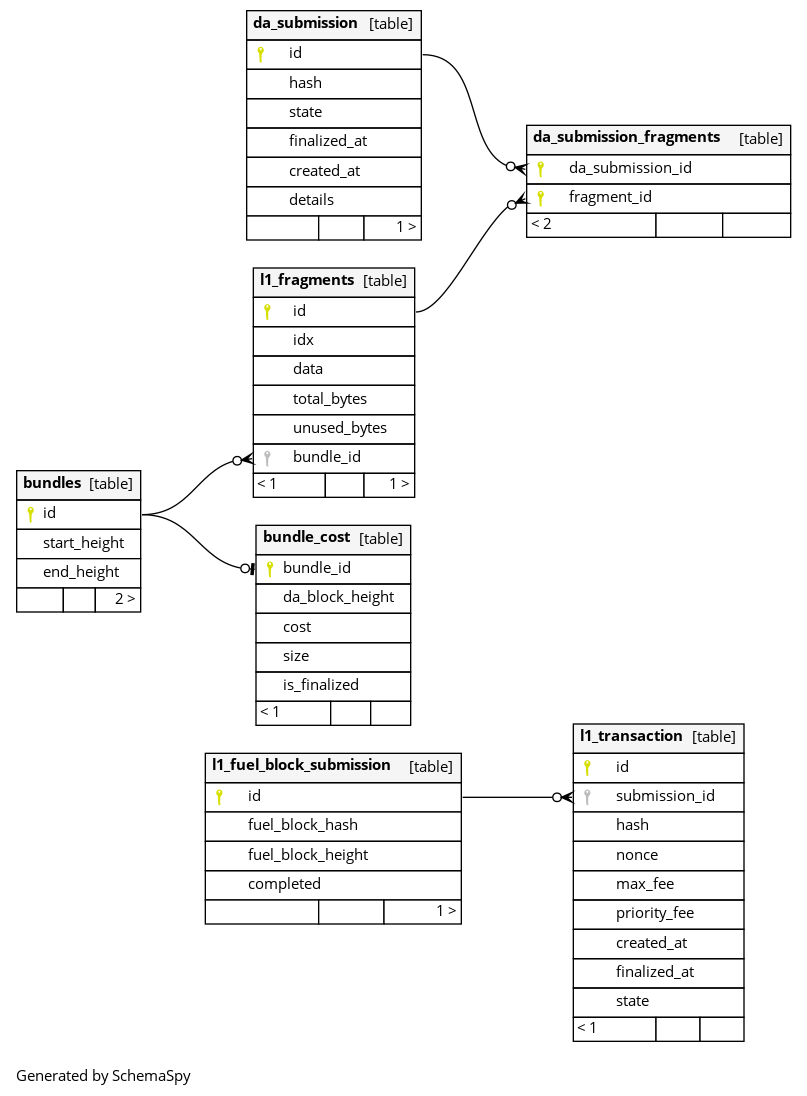 da_submission [table]
id
hash
state
finalized_at
created_at
details
1 >
da_submission_fragments [table]
da_submission_id
fragment_id
< 2
l1_fragments [table]
id
idx
data
total_bytes
unused_bytes
bundle_id
< 1 1 >
bundles [table]
id
start_height
end_height
2 >
bundle_cost [table]
bundle_id
da_block_height
cost
size
is_finalized
< 1
l1_fuel_block_submission [table]
id
fuel_block_hash
fuel_block_height
completed
1 >
l1_transaction [table]
id
submission_id
hash
nonce
max_fee
priority_fee
created_at
finalized_at
state
< 1
Generated by SchemaSpy